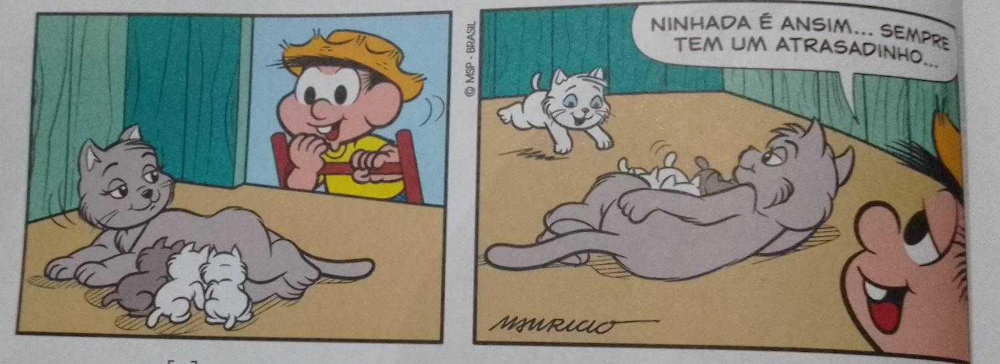 © MSP - BRASIL
NINHADA É ANSIM... SEMPRE
TEM UM ATRASADINHO...
MAURICIO